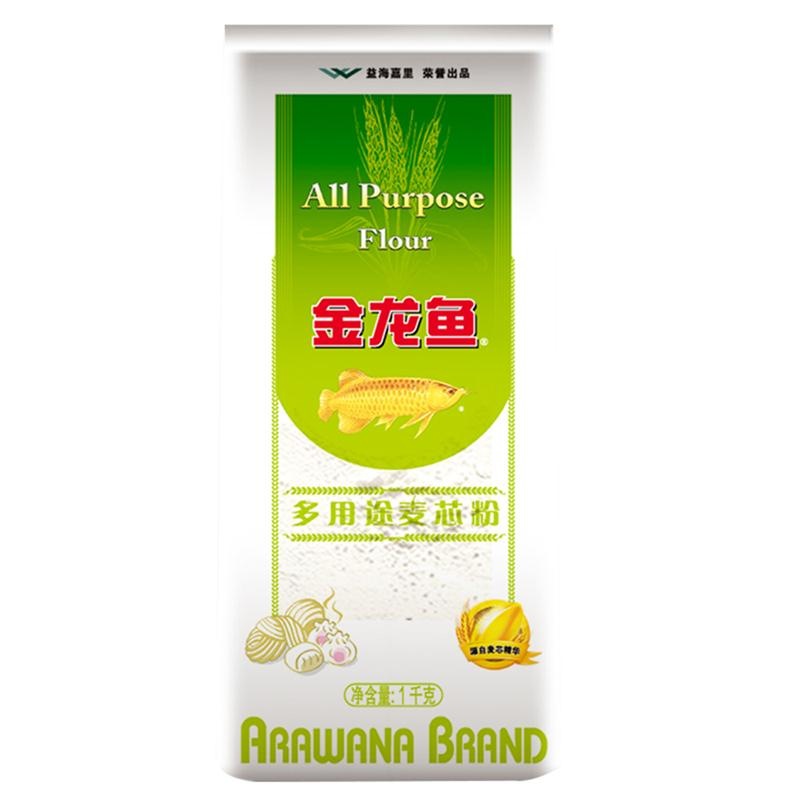 益海嘉里 荣誉出品
All Purpose
Flour
金龙鱼®
多用途麦芯粉
源自麦芯精华
净含量:1千克
ARAWANA BRAND